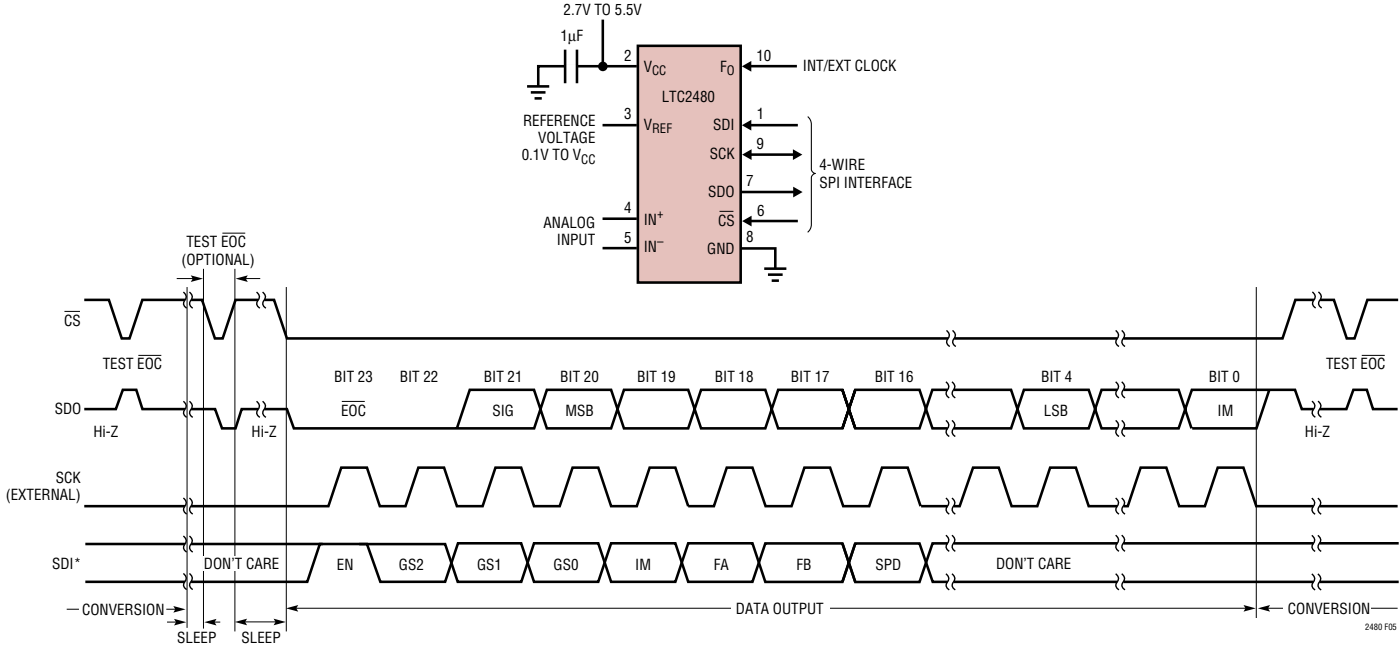 2.7V TO 5.5V
1µF
2
VCC
FO
10
INT/EXT CLOCK
LTC2480
REFERENCE
VOLTAGE
0.1V TO VCC
3
VREF
SDI
1
SCK
9
4-WIRE
SPI INTERFACE
SDO
7
ANALOG
INPUT
4
IN+
CS
6
5
IN–
GND
8
TEST EOC
(OPTIONAL)
CS
TEST EOC
TEST EOC
BIT 23
BIT 22
BIT 21
BIT 20
BIT 19
BIT 18
BIT 17
BIT 16
BIT 4
BIT 0
SDO
EOC
SIG
MSB
LSB
IM
Hi-Z
Hi-Z
Hi-Z
SCK
(EXTERNAL)
SDI*
DON'T CARE
EN
GS2
GS1
GS0
IM
FA
FB
SPD
DON'T CARE
CONVERSION
DATA OUTPUT
CONVERSION
SLEEP
SLEEP
2480 F05